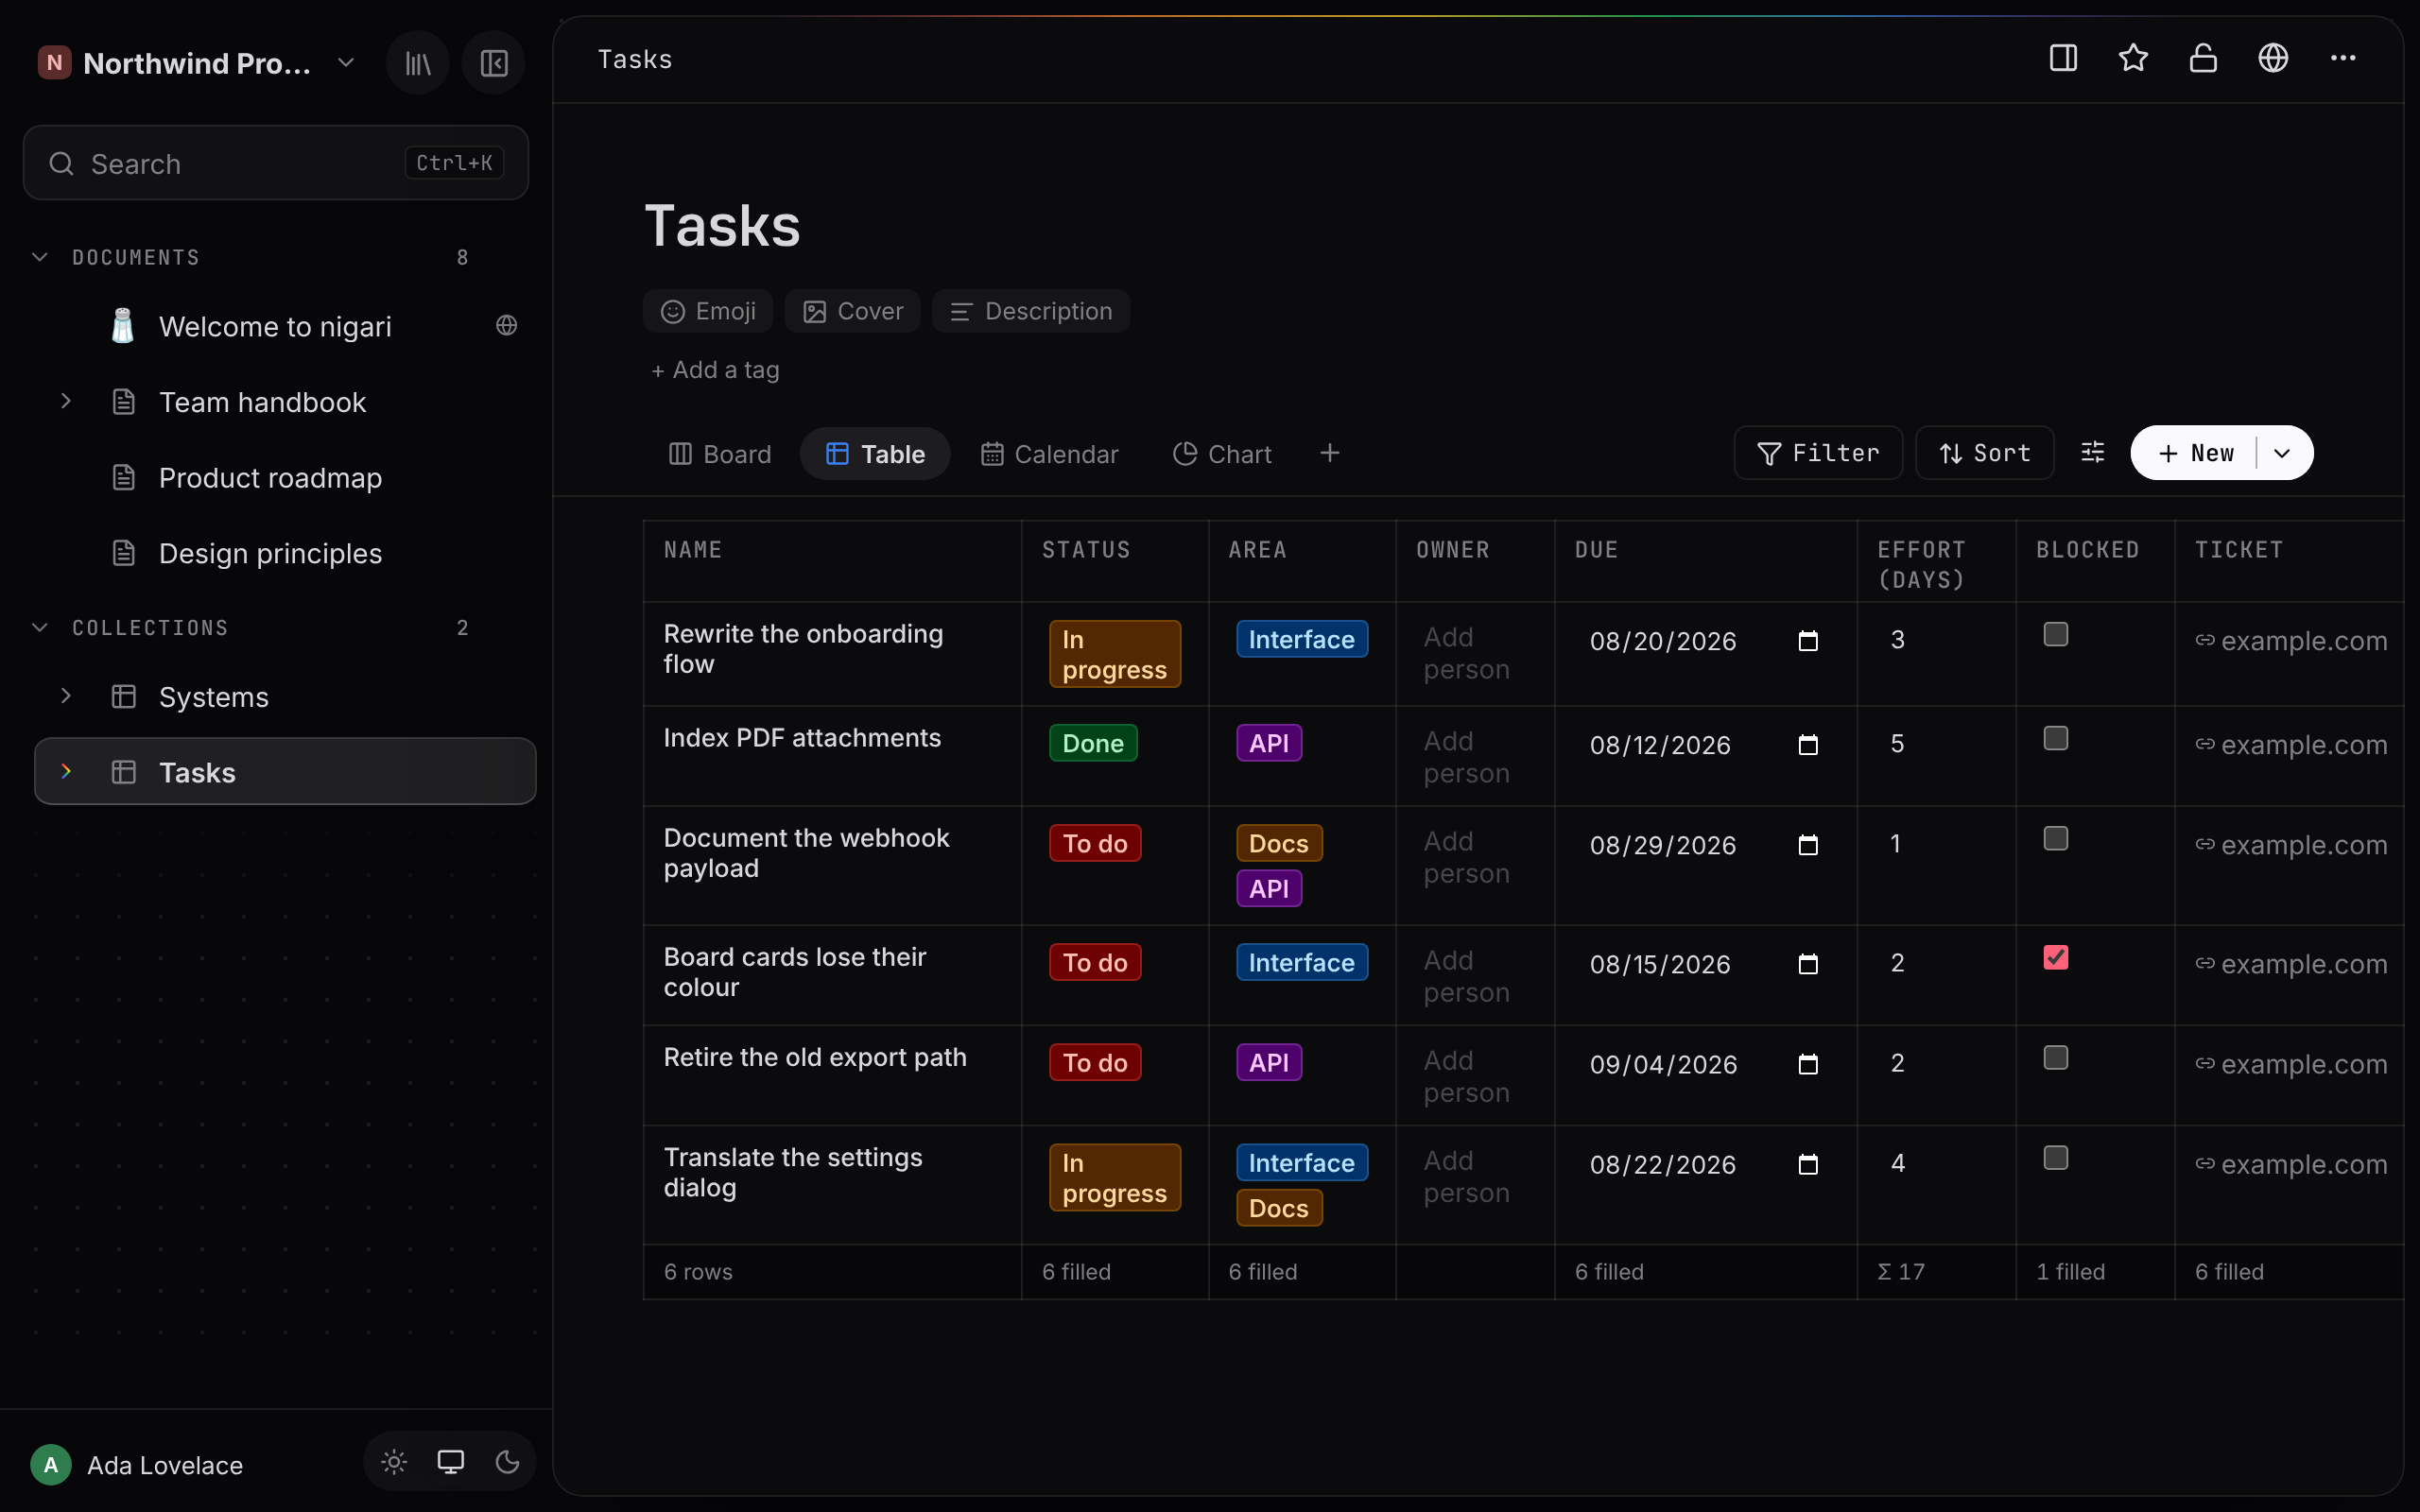 N Northwind Pro...
Search Ctrl+K
DOCUMENTS 8
Welcome to nigari
Team handbook
Product roadmap
Design principles
COLLECTIONS 2
Systems
Tasks
A Ada Lovelace
Tasks
Tasks
Emoji Cover Description
+ Add a tag
Board Table Calendar Chart +
Filter Sort + New
NAME STATUS AREA OWNER DUE EFFORT (DAYS) BLOCKED TICKET
Rewrite the onboarding
flow
In
progress
Interface
Add
person
08/20/2026
3
example.com
Index PDF attachments
Done
API
Add
person
08/12/2026
5
example.com
Document the webhook
payload
To do
Docs
API
Add
person
08/29/2026
1
example.com
Board cards lose their
colour
To do
Interface
Add
person
08/15/2026
2
example.com
Retire the old export path
To do
API
Add
person
09/04/2026
2
example.com
Translate the settings
dialog
In
progress
Interface
Docs
Add
person
08/22/2026
4
example.com
6 rows 6 filled 6 filled 6 filled Σ 17 1 filled 6 filled